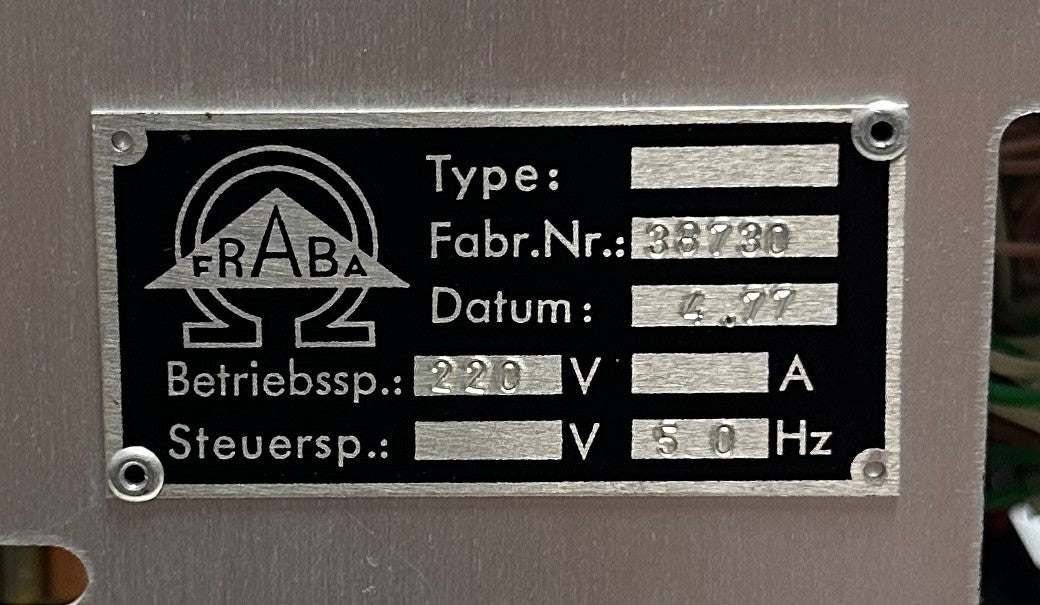 FRABA
Type:
Fabr.Nr.: 38730
Datum: 4.77
Betriebssp.: 220 V A
Steuersp.: V 50 Hz